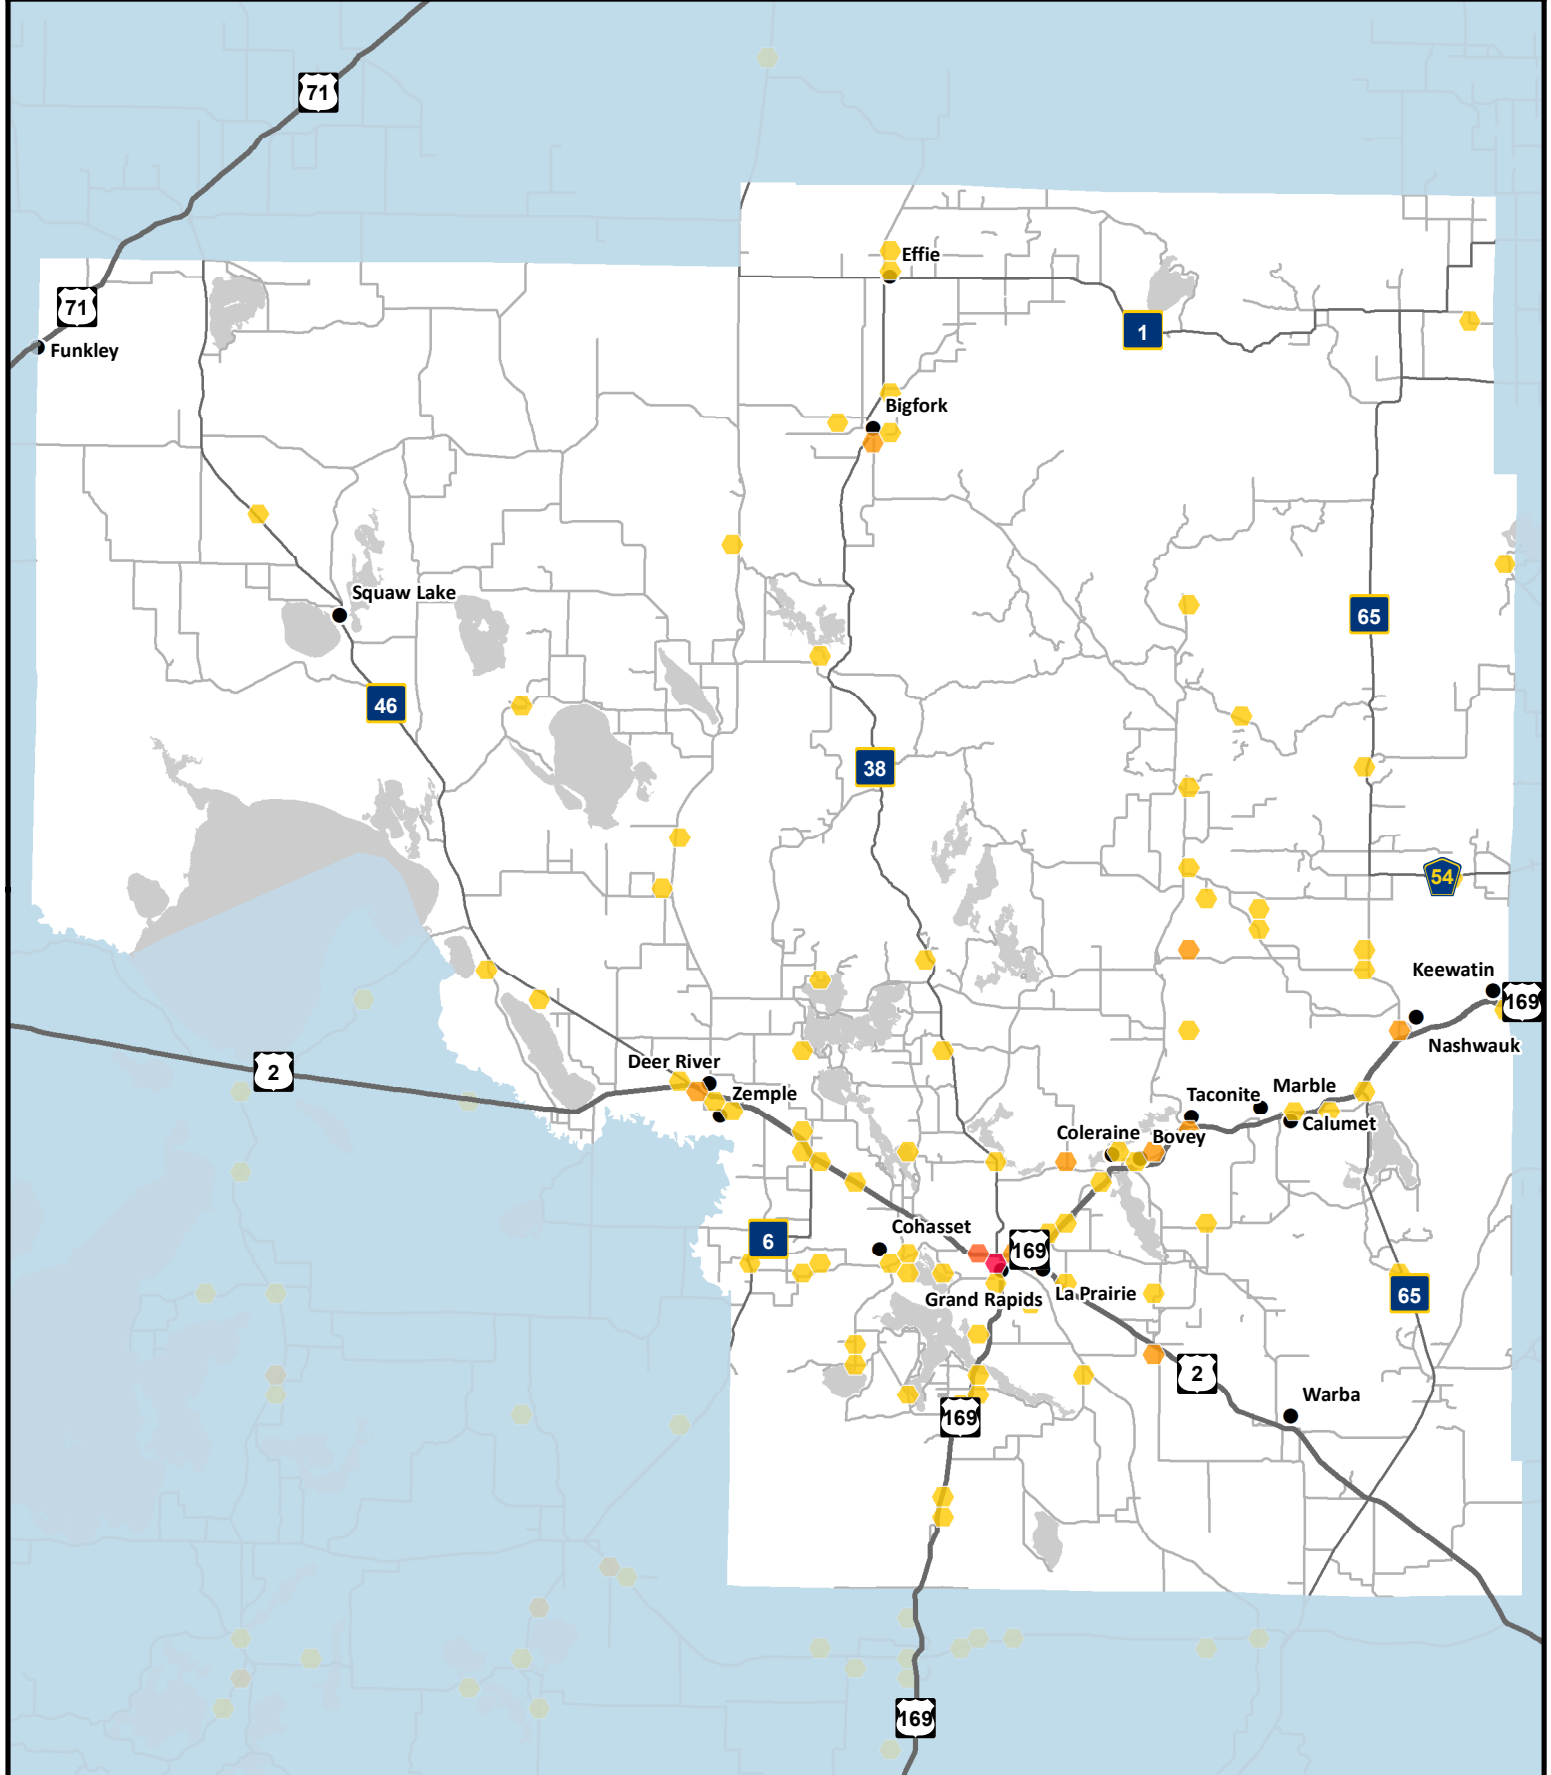 71
Effie
71
1
Funkley
Bigfork
Squaw Lake
65
46
38
54
Keewatin
169
Nashwauk
2
Deer River
Zemple
Taconite
Marble
Calumet
Coleraine
Bovey
Cohasset
6
169
La Prairie
Grand Rapids
65
2
Warba
169
169